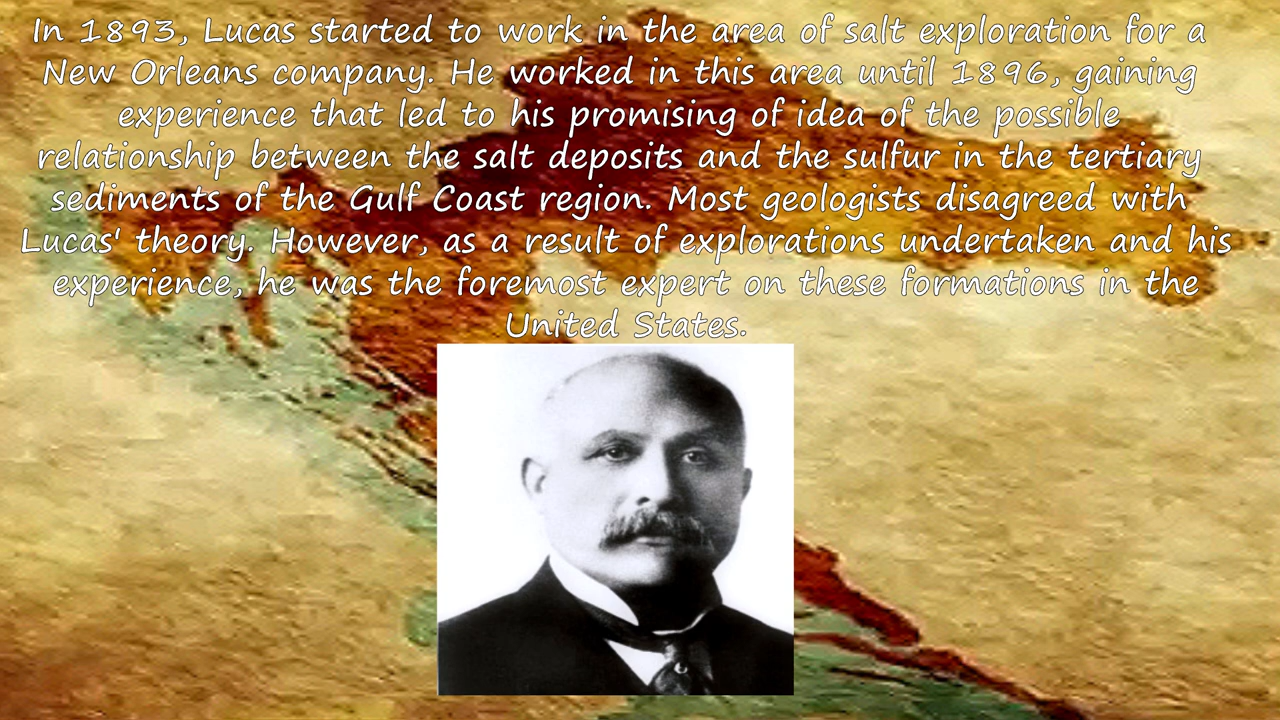 In 1893, Lucas started to work in the area of salt exploration for a
New Orleans company. He worked in this area until 1896, gaining
experience that led to his promising of idea of the possible
relationship between the salt deposits and the sulfur in the tertiary
sediments of the Gulf Coast region. Most geologists disagreed with
Lucas' theory. However, as a result of explorations undertaken and his
experience, he was the foremost expert on these formations in the
United States.